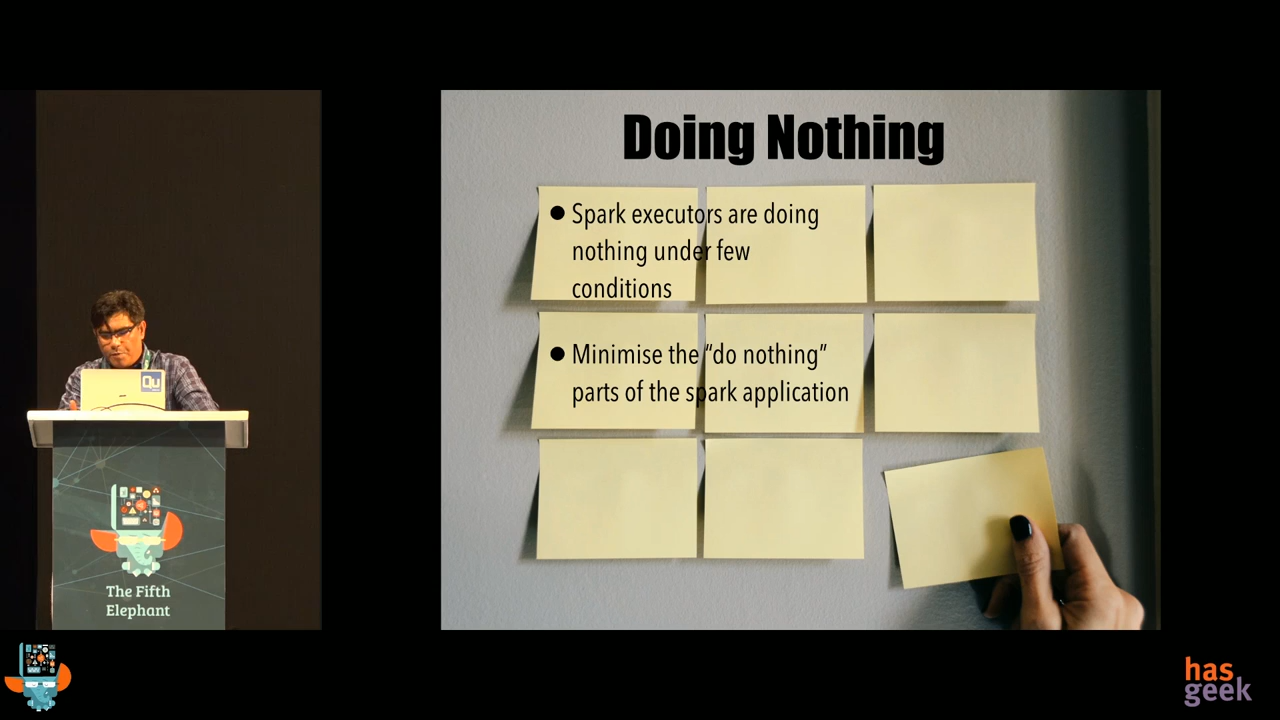 Doing Nothing
● Spark executors are doing
nothing under few
conditions
● Minimise the “do nothing”
parts of the spark application
Qu
The Fifth
Elephant
has
geek